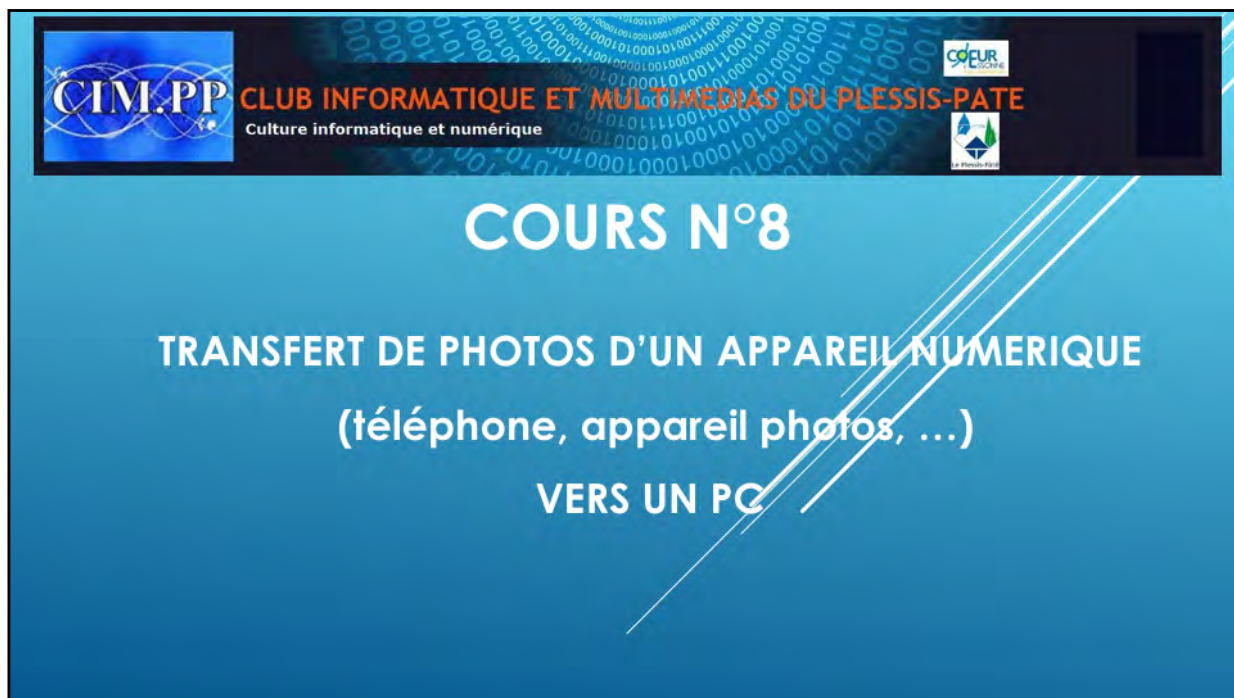 CIM.PP
CLUB INFORMATIQUE ET MULTIMEDIAS DU PLESSIS-PATE
Culture informatique et numérique
CŒUR
ESSONNE
Le Plessis-Pâté
COURS N°8
TRANSFERT DE PHOTOS D’UN APPAREIL NUMERIQUE
(téléphone, appareil photos, …)
VERS UN PC